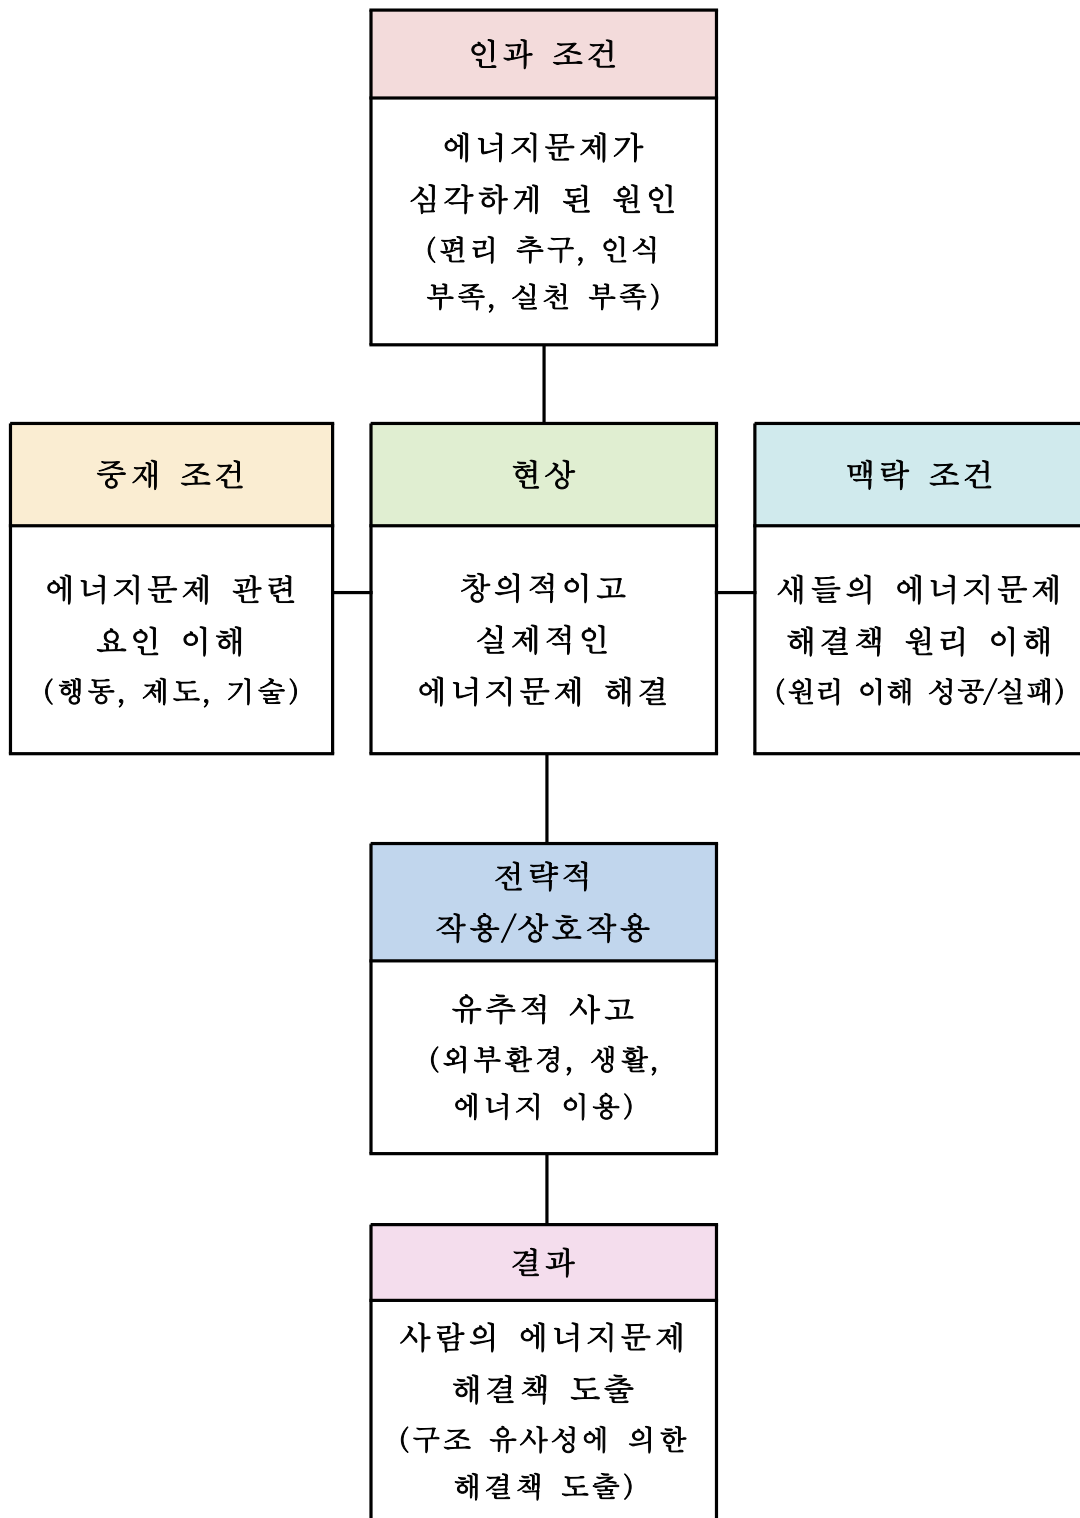 인과 조건
에너지문제가
심각하게 된 원인
(편리 추구, 인식
부족, 실천 부족)
중재 조건
에너지문제 관련
요인 이해
(행동, 제도, 기술)
현상
창의적이고
실제적인
에너지문제 해결
맥락 조건
새들의 에너지문제
해결책 원리 이해
(원리 이해 성공/실패)
전략적
작용/상호작용
유추적 사고
(외부환경, 생활,
에너지 이용)
결과
사람의 에너지문제
해결책 도출
(구조 유사성에 의한
해결책 도출)